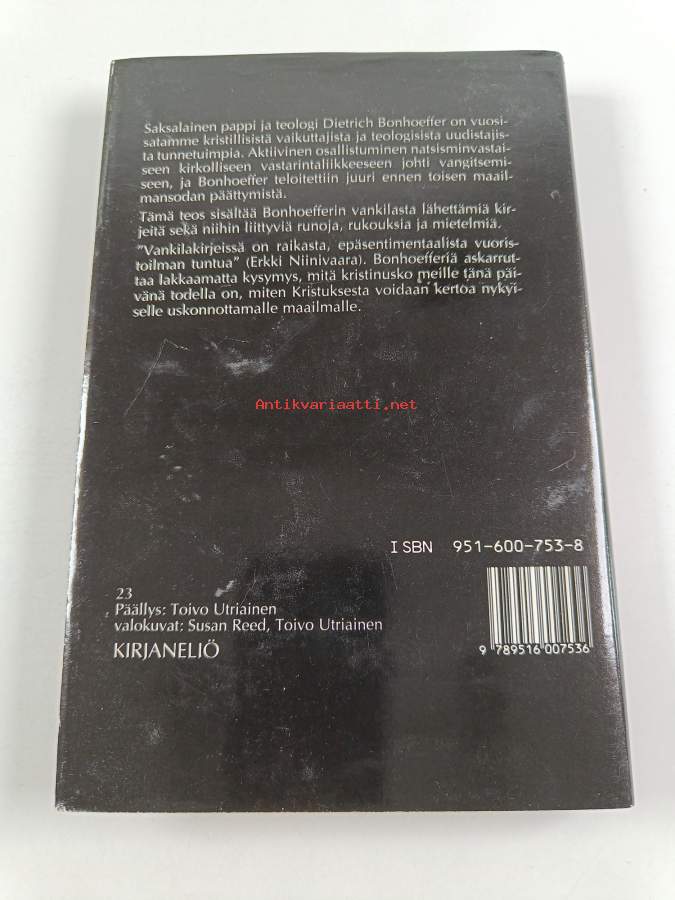 Saksalainen pappi ja teologi Dietrich Bonhoeffer on vuosi-
satamme kristillisistä vaikuttajista ja teologisista uudistajis-
ta tunnetuimpia. Aktiivinen osallistuminen natsisminvastai-
seen kirkolliseen vastarintaliikkeeseen johti vangitsemi-
seen, ja Bonhoeffer teloitettiin juuri ennen toisen maail-
mansodan päättymistä.
Tämä teos sisältää Bonhoefferin vankilasta lähettämiä kir-
jeitä sekä niihin liittyviä runoja, rukouksia ja mietelmiä.
"Vankilakirjeissä on raikasta, epäsentimentaalista vuoris-
toilman tuntua" (Erkki Niinivaara). Bonhoefferiä askarrut-
taa lakkaamatta kysymys, mitä kristinusko meille tänä päi-
vänä todella on, miten Kristuksesta voidaan kertoa nykyi-
selle uskonnottamalle maailmalle.
Antikvariaatti.net
ISBN 951-600-753-8
23
Päällys: Toivo Utriainen
valokuvat: Susan Reed, Toivo Utriainen
KIRJANELIÖ
9 789516 007536